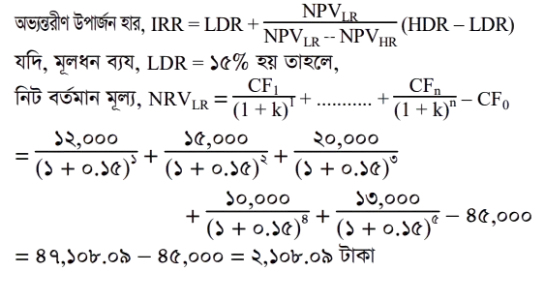 অভ্যন্তরীণ উপার্জন হার, IRR = LDR + NPV_LR / (NPV_LR -- NPV_HR) (HDR – LDR)
যদি, মূলধন ব্যয়, LDR = ১৫% হয় তাহলে,
নিট বর্তমান মূল্য, NRV_LR = CF_1 / (1 + k)^1 + ........... + CF_n / (1 + k)^n – CF_0
= ১২,০০০ / (১ + ০.১৫)^১ + ১৫,০০০ / (১ + ০.১৫)^২ + ২০,০০০ / (১ + ০.১৫)^৩
+ ১০,০০০ / (১ + ০.১৫)^৪ + ১৩,০০০ / (১ + ০.১৫)^৫ – ৪৫,০০০
= ৪৭,১০৮.০৯ – ৪৫,০০০ = ২,১০৮.০৯ টাকা